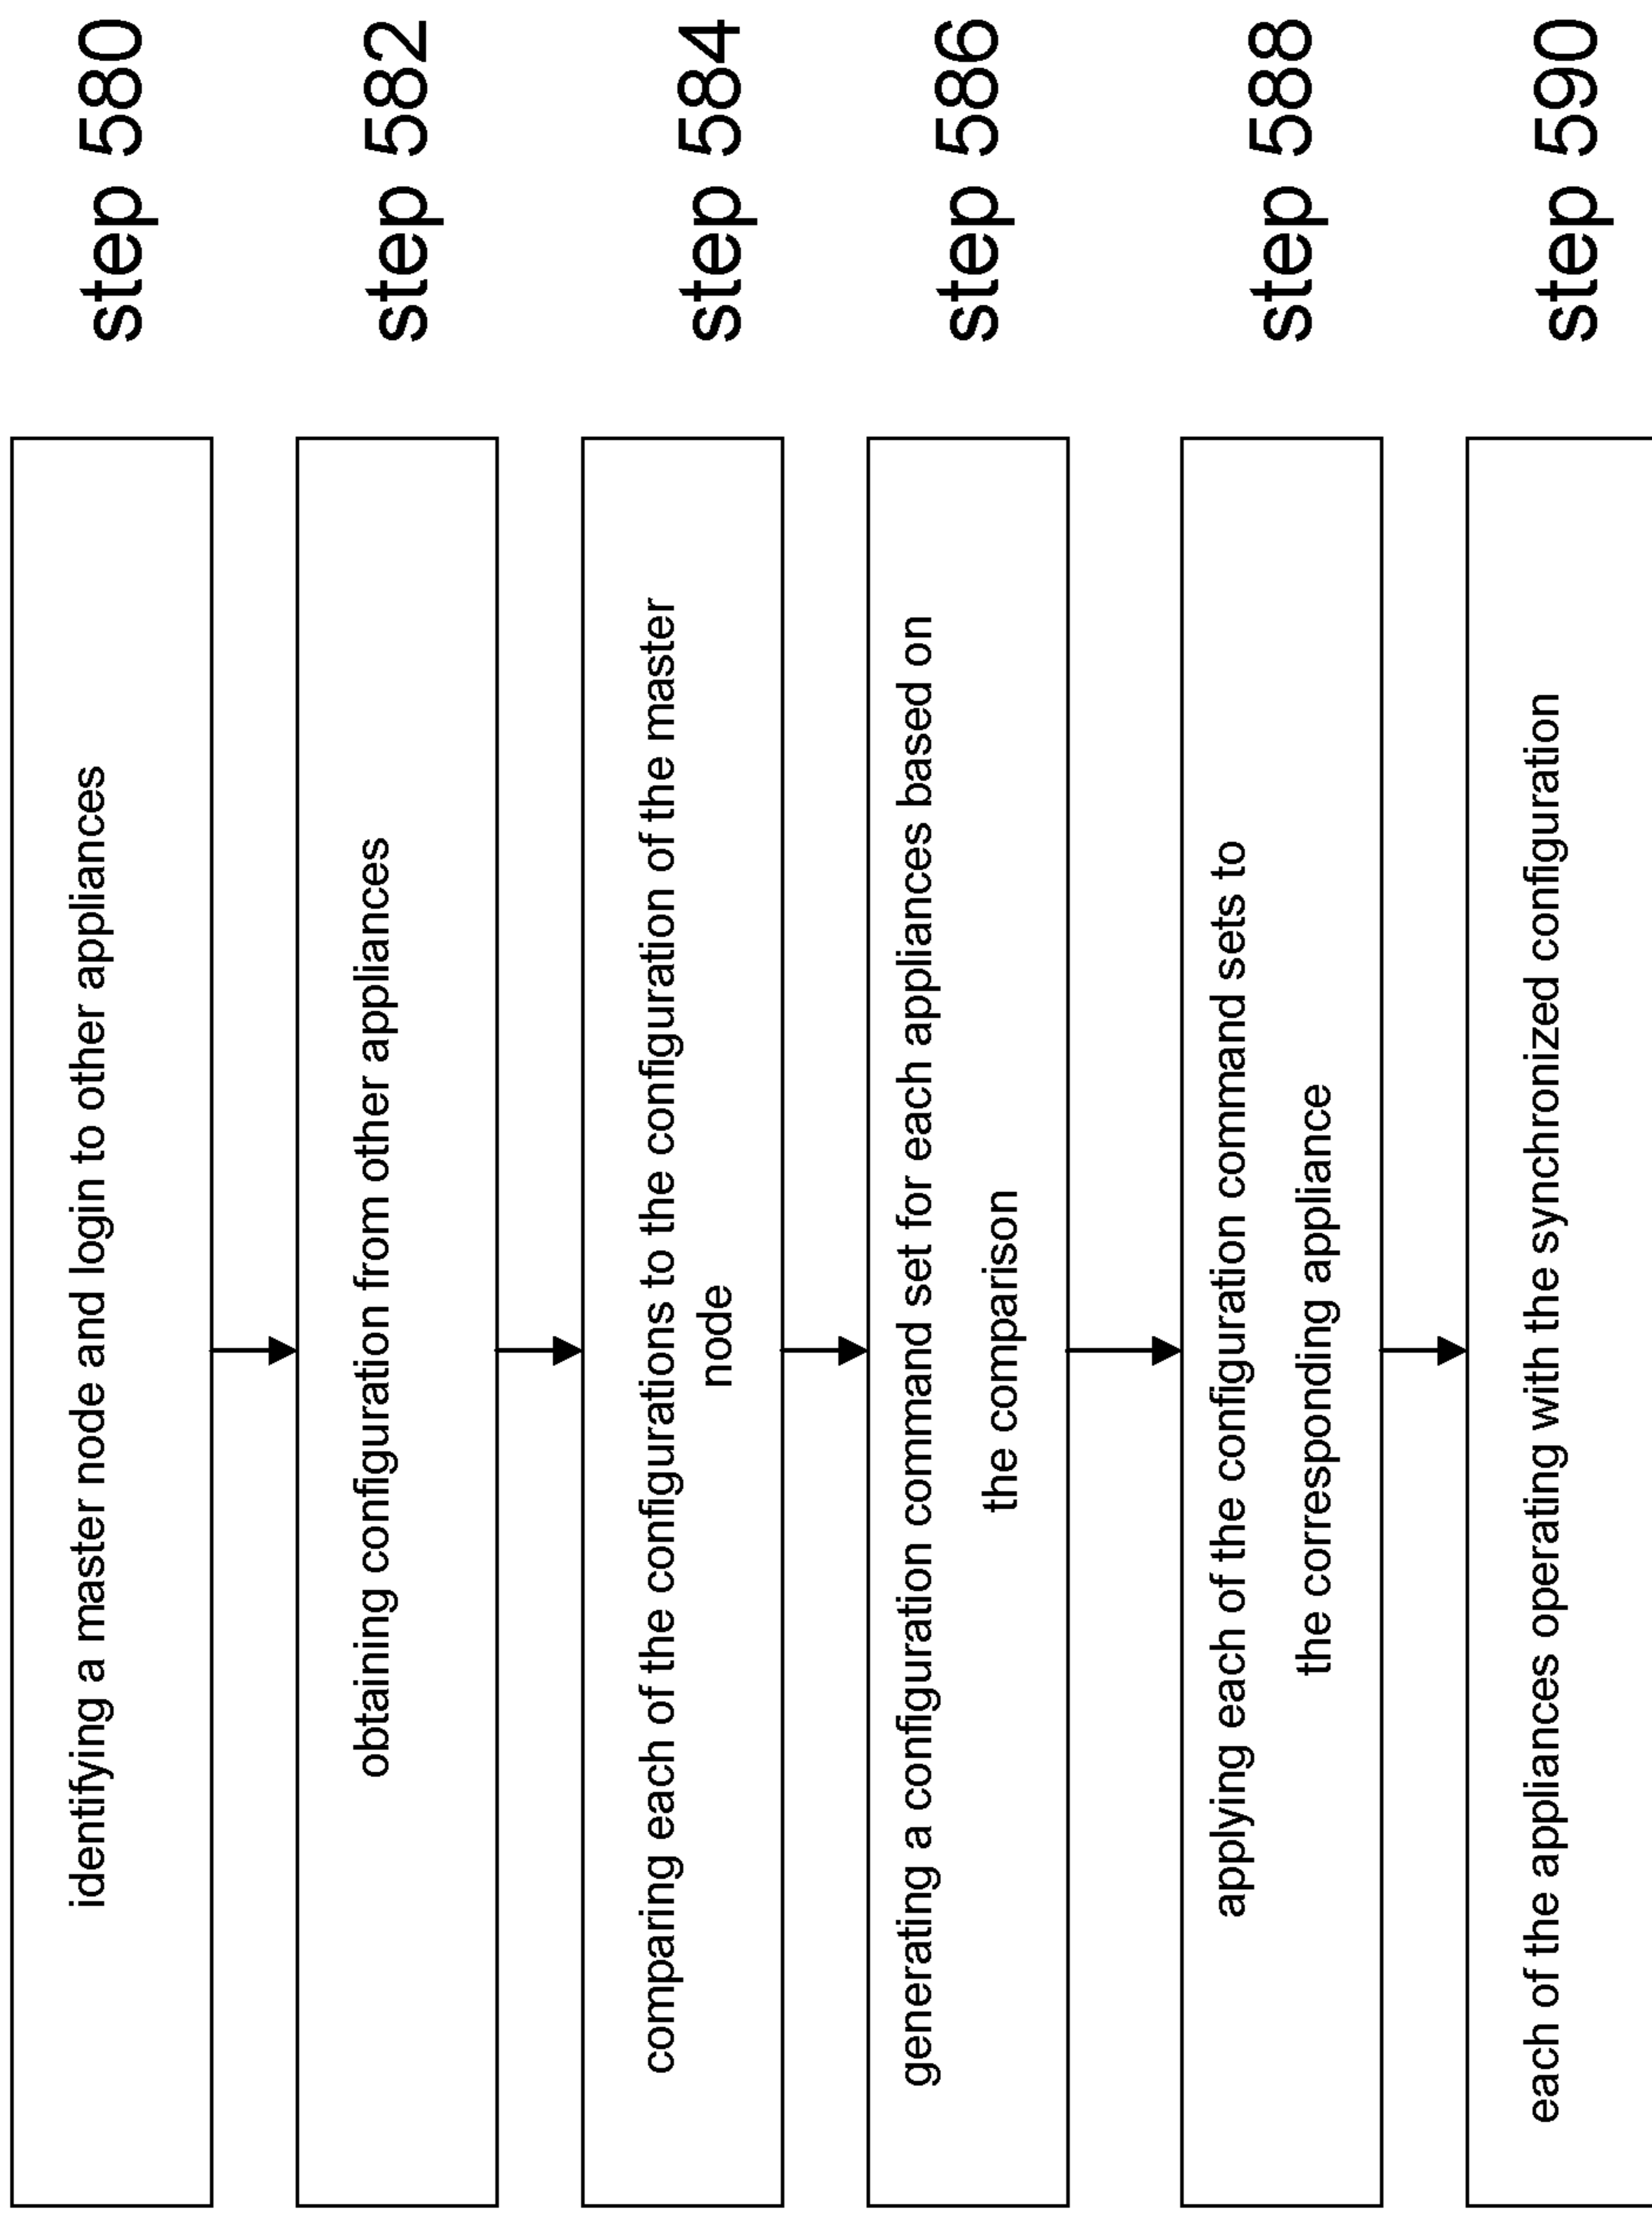 identifying a master node and login to other appliances
step 580
obtaining configuration from other appliances
step 582
comparing each of the configurations to the configuration of the master
node
step 584
generating a configuration command set for each appliances based on
the comparison
step 586
applying each of the configuration command sets to
the corresponding appliance
step 588
each of the appliances operating with the synchronized configuration
step 590